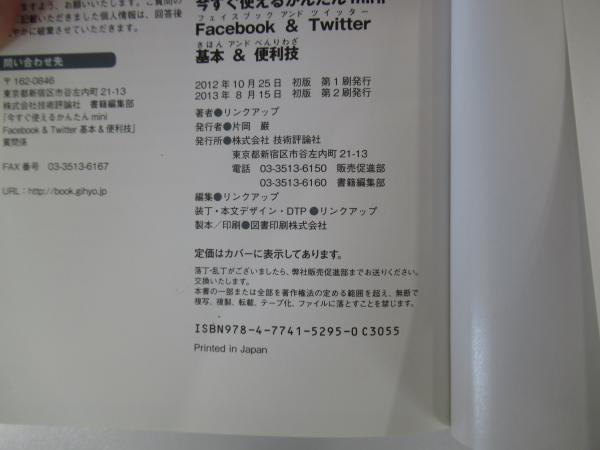 ますよう、お願いいたします。ご質問の
に記載いただきました個人情報は、回答後
やかに破棄させていただきます。
問い合わせ先
〒162-0846
東京都新宿区市谷左内町 21-13
株式会社技術評論社 書籍編集部
「今すぐ使えるかんたん mini
Facebook & Twitter 基本 & 便利技」
質問係
FAX 番号 03-3513-6167
URL：http://book.gihyo.jp
今すぐ使えるかんたん mini
フェイスブック アンド ツイッター
Facebook & Twitter
きほん アンド べんりわざ
基本 & 便利技
2012 年 10 月 25 日 初版 第 1 刷発行
2013 年 8 月 15 日 初版 第 2 刷発行
著者●リンクアップ
発行者●片岡 巌
発行所●株式会社 技術評論社
東京都新宿区市谷左内町 21-13
電話 03-3513-6150 販売促進部
03-3513-6160 書籍編集部
編集●リンクアップ
装丁・本文デザイン・DTP ●リンクアップ
製本／印刷●図書印刷株式会社
定価はカバーに表示してあります。
落丁・乱丁がございましたら、弊社販売促進部までお送りください。
交換いたします。
本書の一部または全部を著作権法の定める範囲を超え、無断で
複写、複製、転載、テープ化、ファイルに落とすことを禁じます。
ISBN978-4-7741-5295-0 C3055
Printed in Japan